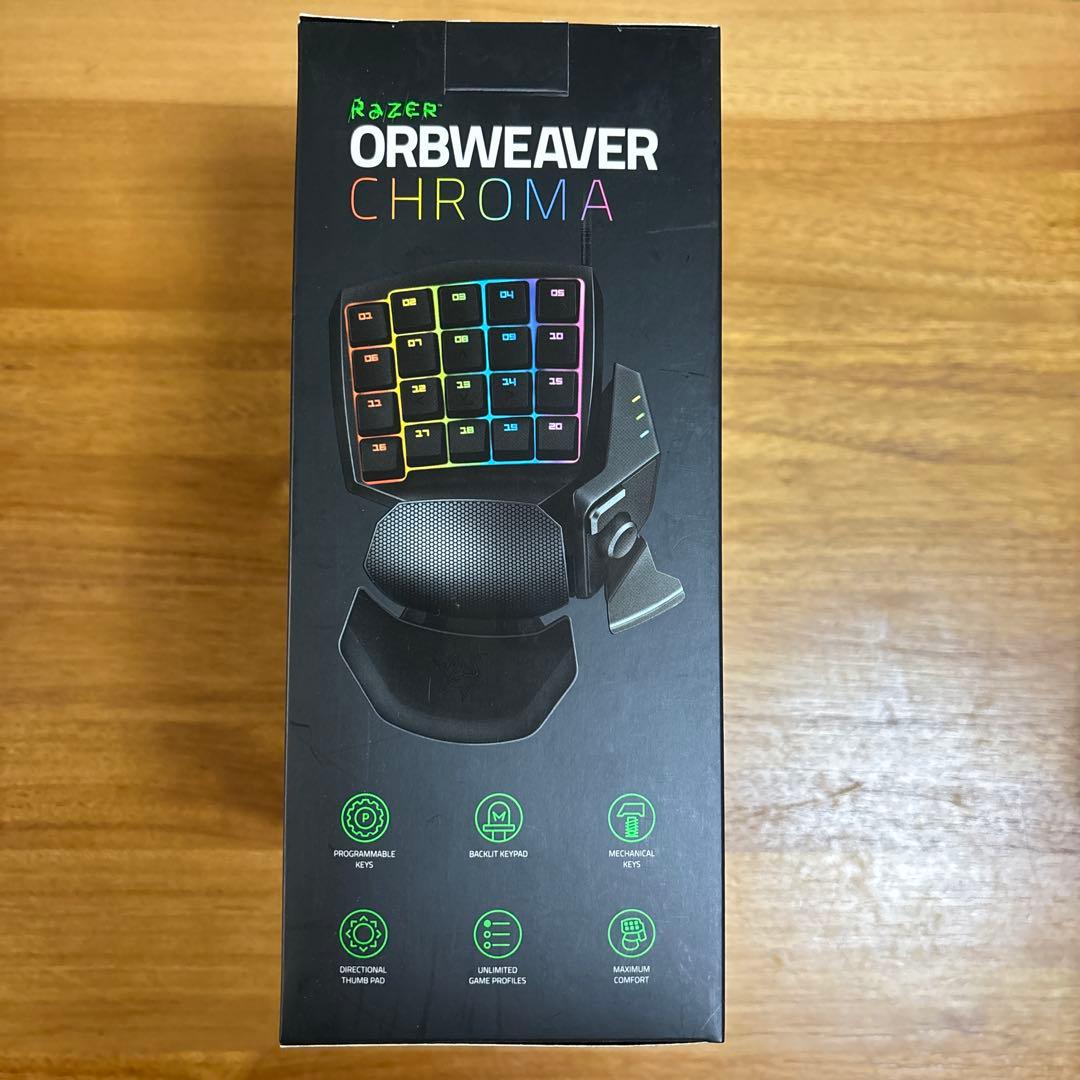 RAZER™
ORBWEAVER
CHROMA
01 02 03 04 05
06 07 08 09 10
11 12 13 14 15
16 17 18 19 20
PROGRAMMABLE
KEYS
M
BACKLIT KEYPAD
MECHANICAL
KEYS
P
DIRECTIONAL
THUMB PAD
UNLIMITED
GAME PROFILES
MAXIMUM
COMFORT